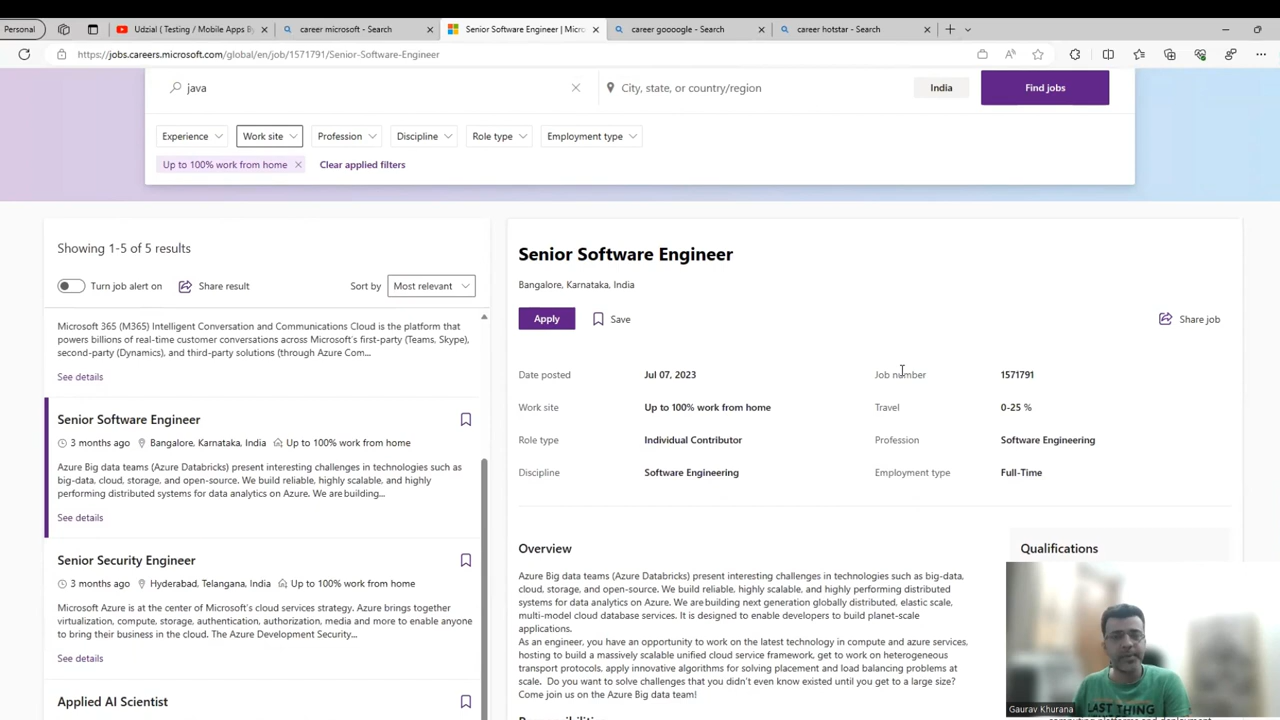 Personal
Udzial ( Testing / Mobile Apps B
career microsoft - Search
Senior Software Engineer | Micro
career goooogle - Search
career hotstar - Search
https://jobs.careers.microsoft.com/global/en/job/1571791/Senior-Software-Engineer
java
City, state, or country/region
India
Find jobs
Experience
Work site
Profession
Discipline
Role type
Employment type
Up to 100% work from home
Clear applied filters
Showing 1-5 of 5 results
Turn job alert on
Share result
Sort by
Most relevant
Microsoft 365 (M365) Intelligent Conversation and Communications Cloud is the platform that
powers billions of real-time customer conversations across Microsoft's first-party (Teams, Skype),
second-party (Dynamics), and third-party solutions (through Azure Com...
See details
Senior Software Engineer
3 months ago Bangalore, Karnataka, India Up to 100% work from home
Azure Big data teams (Azure Databricks) present interesting challenges in technologies such as
big-data, cloud, storage, and open-source. We build reliable, highly scalable, and highly
performing distributed systems for data analytics on Azure. We are building...
See details
Senior Security Engineer
3 months ago Hyderabad, Telangana, India Up to 100% work from home
Microsoft Azure is at the center of Microsoft's cloud services strategy. Azure brings together
virtualization, compute, storage, authentication, authorization, media and more to enable anyone
to bring their business in the cloud. The Azure Development Security...
See details
Applied AI Scientist
Senior Software Engineer
Bangalore, Karnataka, India
Apply
Save
Share job
Date posted Jul 07, 2023 Job number 1571791
Work site Up to 100% work from home Travel 0-25 %
Role type Individual Contributor Profession Software Engineering
Discipline Software Engineering Employment type Full-Time
Overview
Azure Big data teams (Azure Databricks) present interesting challenges in technologies such as big-data,
cloud, storage, and open-source. We build reliable, highly scalable, and highly performing distributed
systems for data analytics on Azure. We are building next generation globally distributed, elastic scale,
multi-model cloud database services. It is designed to enable developers to build planet-scale
applications.
As an engineer, you have an opportunity to work on the latest technology in compute and azure services,
hosting to build a massively scalable unified cloud service framework, get to work on heterogeneous
transport protocols, apply innovative algorithms for solving placement and load balancing problems at
scale. Do you want to solve challenges that you didn't even know existed until you get to a large size?
Come join us on the Azure Big data team!
Qualifications
Gaurav Khurana
LAST THING